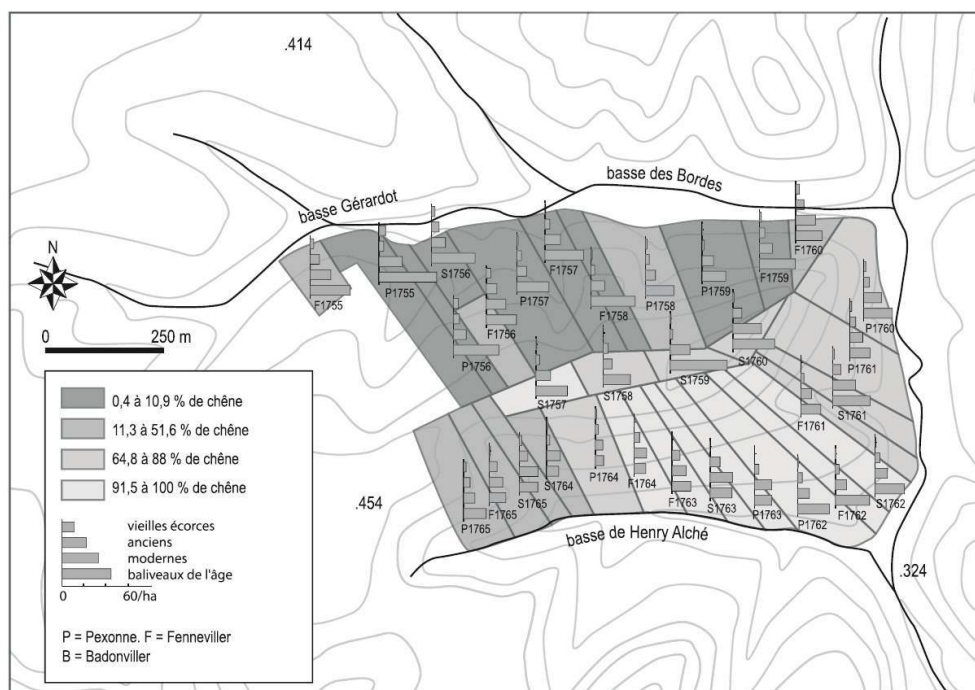 .414
basse Gérardot
basse des Bordes
N
0 250 m
F1755
P1755
S1756
P1756
F1756
P1757
F1757
S1757
F1758
S1758
P1758
P1759
S1759
F1759
S1760
F1760
P1760
P1761
S1761
F1761
P1765
F1765
S1765
S1764
P1764
F1764
F1763
S1763
P1763
P1762
F1762
S1762
.454
basse de Henry Alché
.324
0,4 à 10,9 % de chêne
11,3 à 51,6 % de chêne
64,8 à 88 % de chêne
91,5 à 100 % de chêne
vieilles écorces
anciens
modernes
baliveaux de l'âge
0 60/ha
P = Pexonne. F = Fenneviller
B = Badonviller